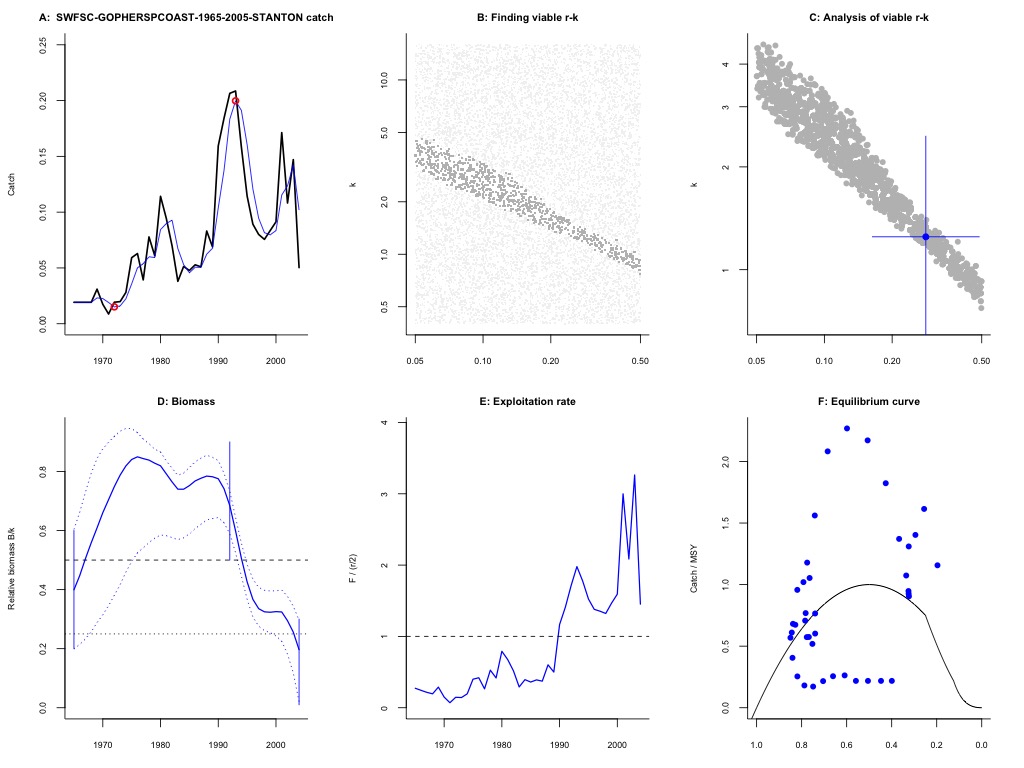 A: SWFSC-GOPHERSPCOAST-1965-2005-STANTON catch
Catch
0.25
0.20
0.15
0.10
0.05
0.00
1970 1980 1990 2000
B: Finding viable r-k
k
10.0
5.0
2.0
1.0
0.5
0.05 0.10 0.20 0.50
C: Analysis of viable r-k
k
4
3
2
1
0.05 0.10 0.20 0.50
D: Biomass
Relative biomass B/k
0.8
0.6
0.4
0.2
0.0
1970 1980 1990 2000
E: Exploitation rate
F / (r/2)
4
3
2
1
0
1970 1980 1990 2000
F: Equilibrium curve
Catch / MSY
2.0
1.5
1.0
0.5
0.0
1.0 0.8 0.6 0.4 0.2 0.0